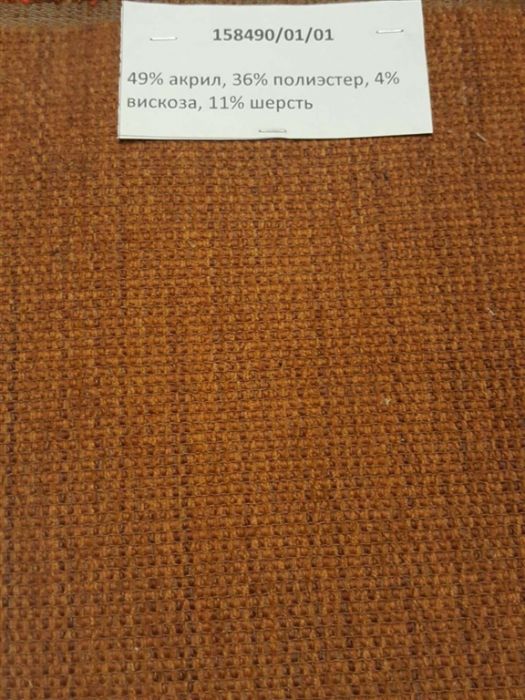 158490/01/01
49% акрил, 36% полиэстер, 4%
вискоза, 11% шерсть